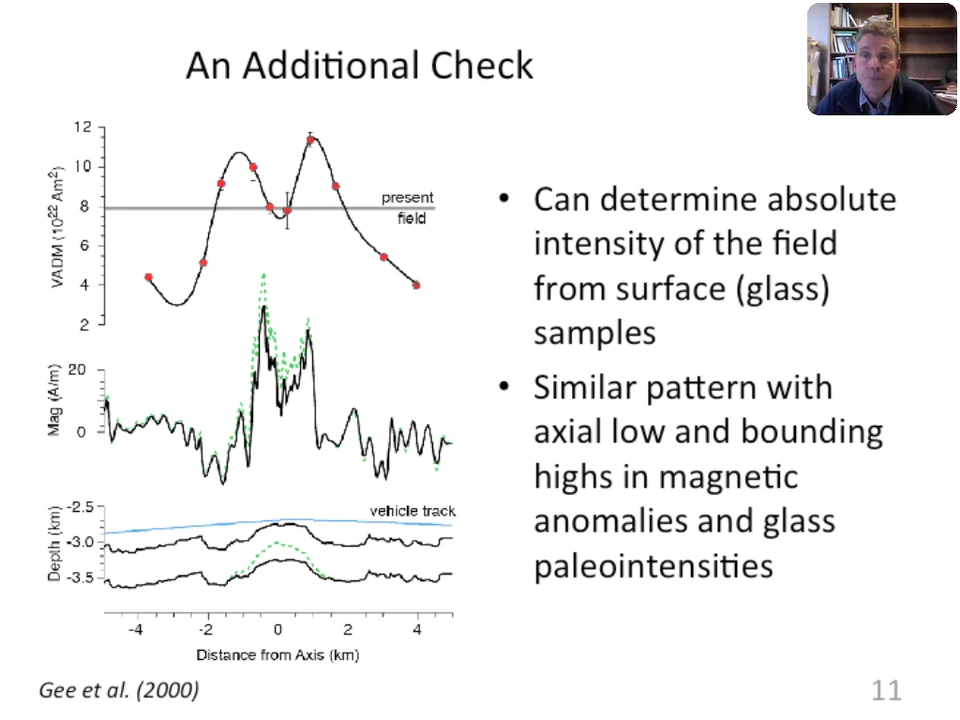 An Additional Check
12
10
8
6
4
2
VADM (10²² Am²)
present
field
20
0
Mag (A/m)
-2.5
-3.0
-3.5
Depth (km)
vehicle track
-4 -2 0 2 4
Distance from Axis (km)
• Can determine absolute
intensity of the field
from surface (glass)
samples
• Similar pattern with
axial low and bounding
highs in magnetic
anomalies and glass
paleointensities
Gee et al. (2000)
11